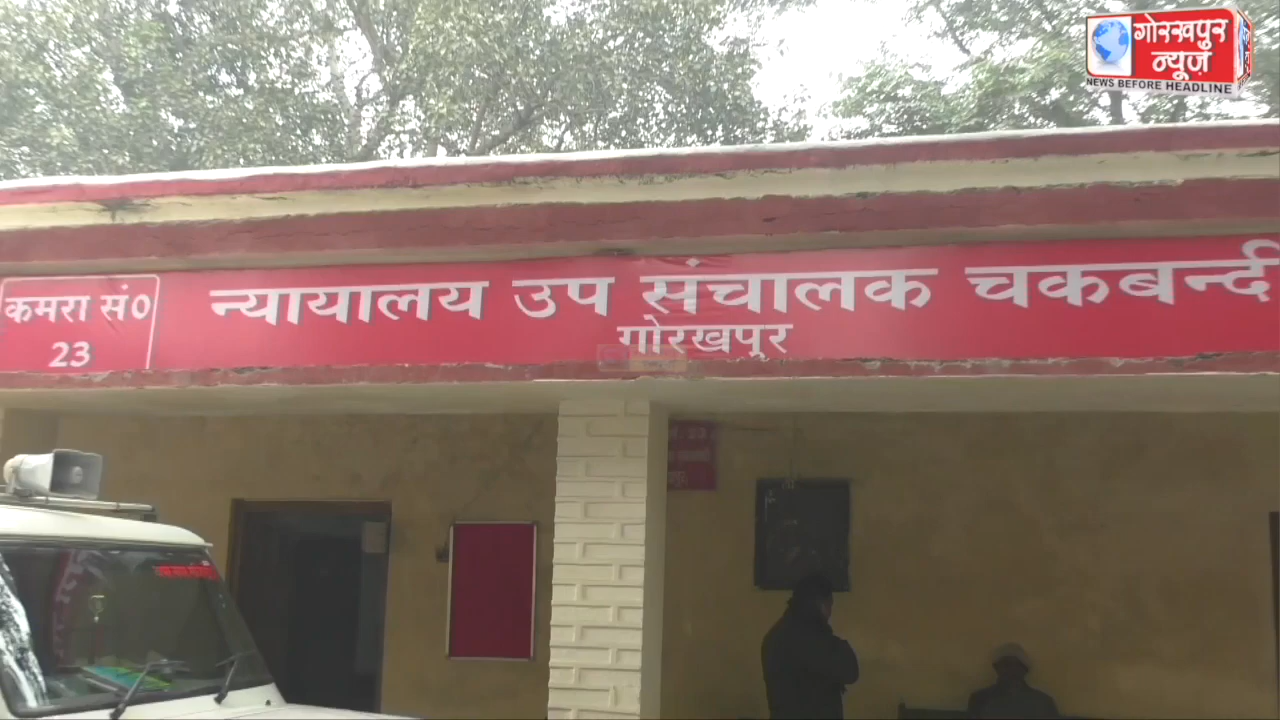 गोरखपुर
न्यूज़
NEWS BEFORE HEADLINE
कमरा सं०
23
न्यायालय उप संचालक चकबन्दी
गोरखपुर